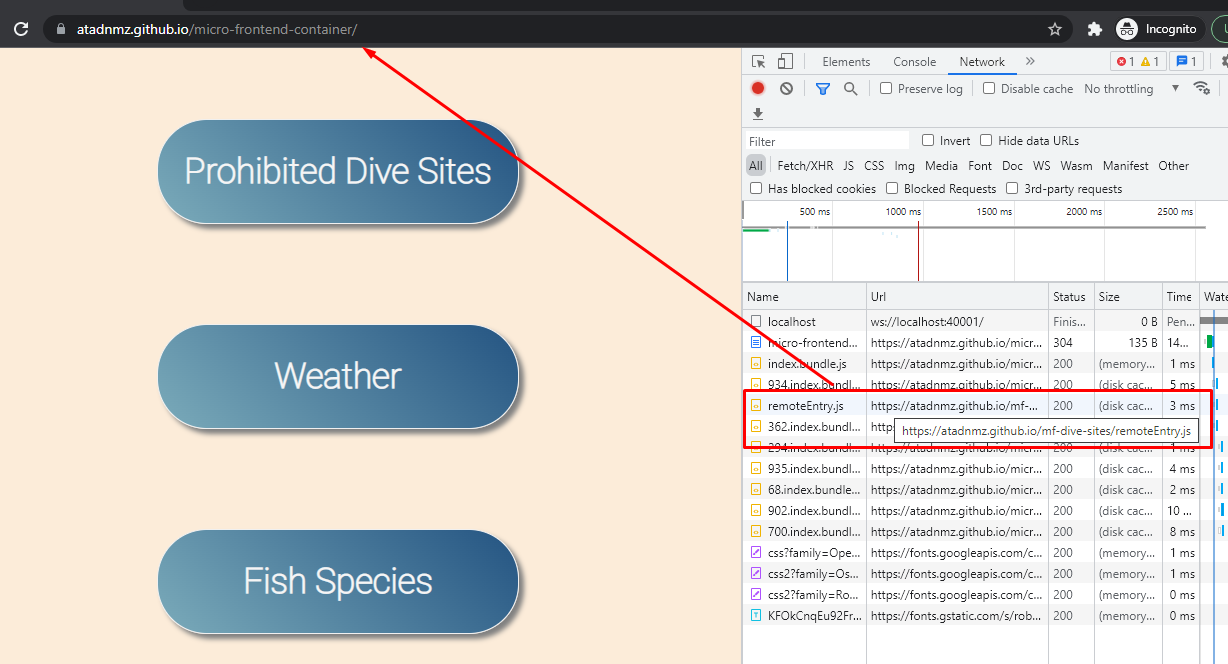 atadnmz.github.io/micro-frontend-container/
Incognito
Prohibited Dive Sites
Weather
Fish Species
Elements Console Network » 1 1 1
Preserve log Disable cache No throttling
Filter Invert Hide data URLs
All Fetch/XHR JS CSS Img Media Font Doc WS Wasm Manifest Other
Has blocked cookies Blocked Requests 3rd-party requests
500 ms 1000 ms 1500 ms 2000 ms 2500 ms
Name Url Status Size Time Wate
localhost ws://localhost:40001/ Finis... 0 B Pen...
micro-frontend... https://atadnmz.github.io/micr... 304 135 B 14...
index.bundle.js https://atadnmz.github.io/micr... 200 (memory... 1 ms
934.index.bundl... https://atadnmz.github.io/micr... 200 (disk cac... 5 ms
remoteEntry.js https://atadnmz.github.io/mf-... 200 (disk cac... 3 ms
362.index.bundl... http
https://atadnmz.github.io/mf-dive-sites/remoteEntry.js
294.index.bundl... https://atadnmz.github.io/micr... 200 (disk cac... 1 ms
935.index.bundl... https://atadnmz.github.io/micr... 200 (disk cac... 4 ms
68.index.bundle... https://atadnmz.github.io/micr... 200 (disk cac... 2 ms
902.index.bundl... https://atadnmz.github.io/micr... 200 (disk cac... 10 ...
700.index.bundl... https://atadnmz.github.io/micr... 200 (disk cac... 8 ms
css?family=Ope... https://fonts.googleapis.com/c... 200 (memory... 1 ms
css2?family=Os... https://fonts.googleapis.com/c... 200 (memory... 1 ms
css2?family=Ro... https://fonts.googleapis.com/c... 200 (memory... 0 ms
KFOkCnqEu92Fr... https://fonts.gstatic.com/s/rob... 200 (memory... 0 ms